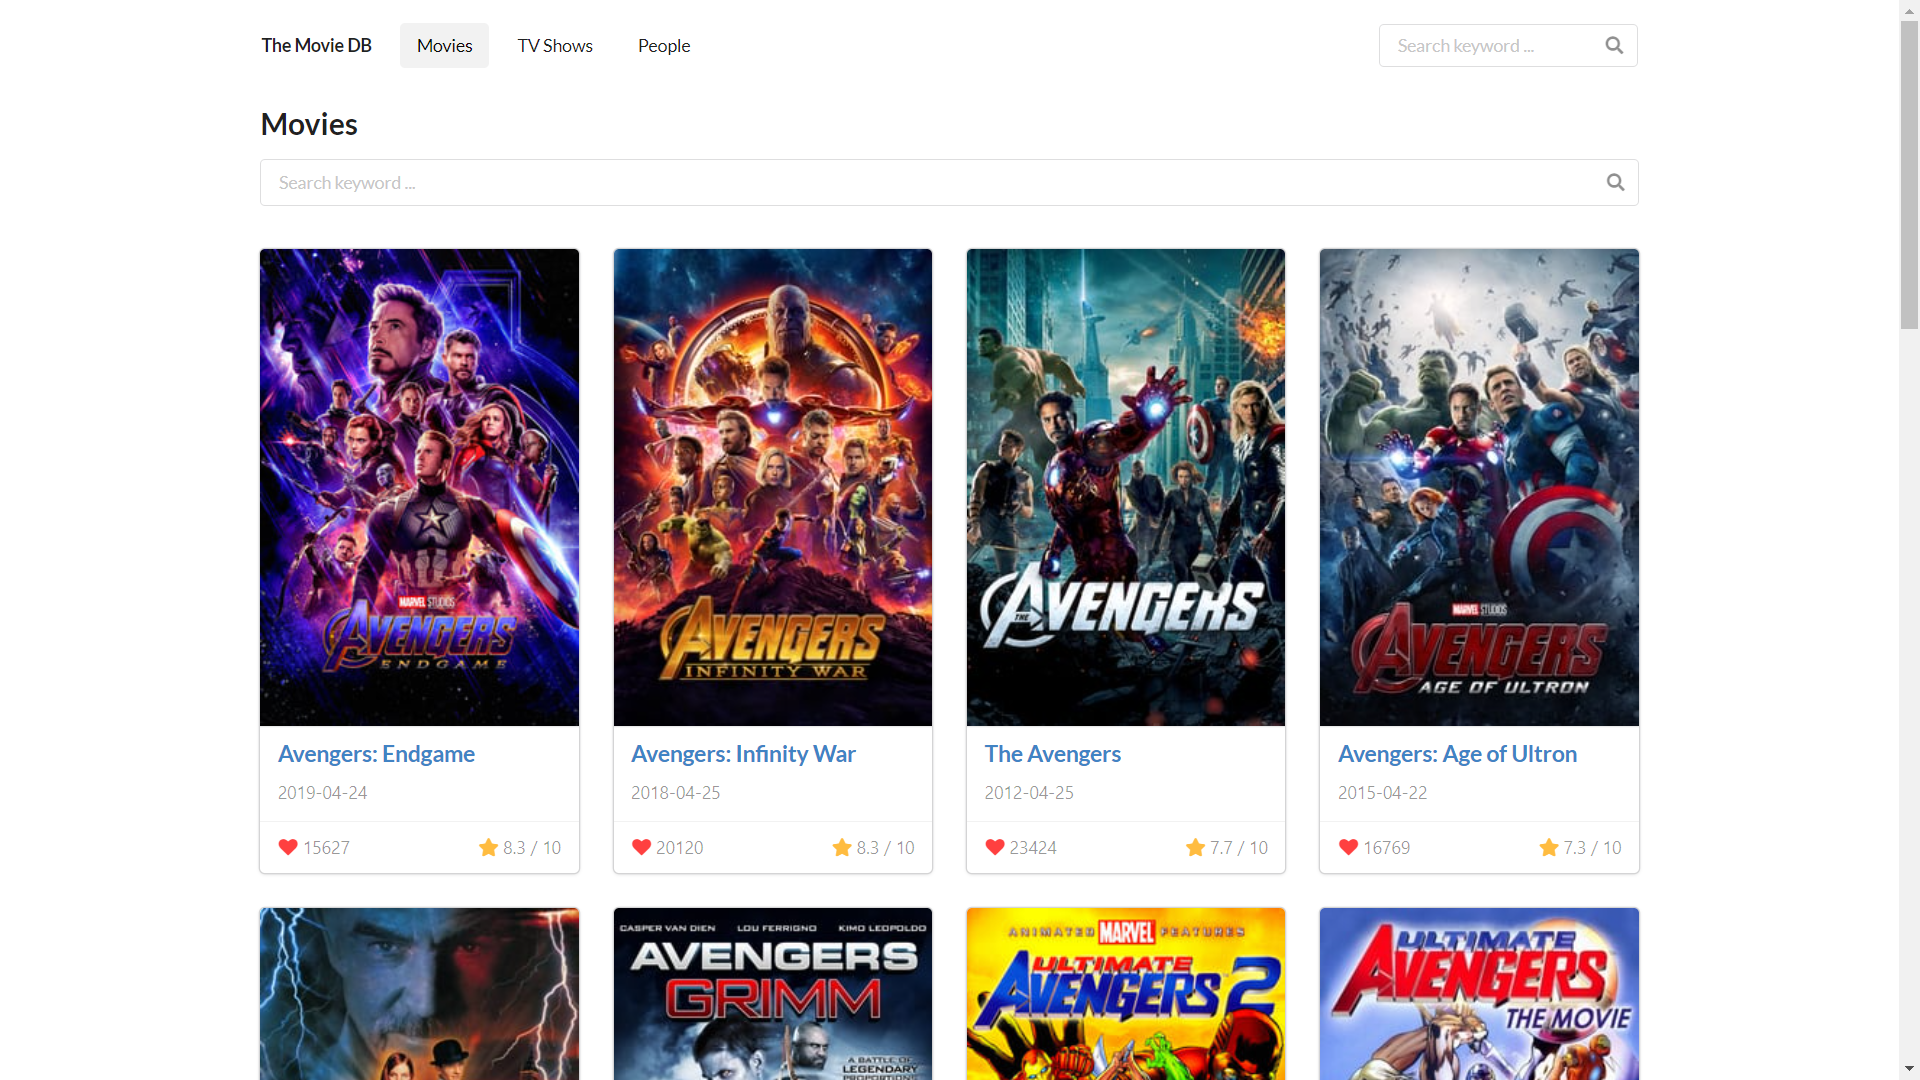 The Movie DB
Movies
TV Shows
People
Search keyword ...
Movies
Search keyword ...
MARVEL STUDIOS
AVENGERS
ENDGAME
AVENGERS
INFINITY WAR
THE AVENGERS
MARVEL STUDIOS
AVENGERS
AGE OF ULTRON
Avengers: Endgame
2019-04-24
15627
8.3 / 10
Avengers: Infinity War
2018-04-25
20120
8.3 / 10
The Avengers
2012-04-25
23424
7.7 / 10
Avengers: Age of Ultron
2015-04-22
16769
7.3 / 10
CASPER VAN DIEN LOU FERRIGNO KIMO LEOPOLDO
AVENGERS
GRIMM
A BATTLE OF
LEGENDARY
PROPORTIONS
ANIMATED MARVEL FEATURES
ULTIMATE
AVENGERS 2
ULTIMATE
AVENGERS
THE MOVIE